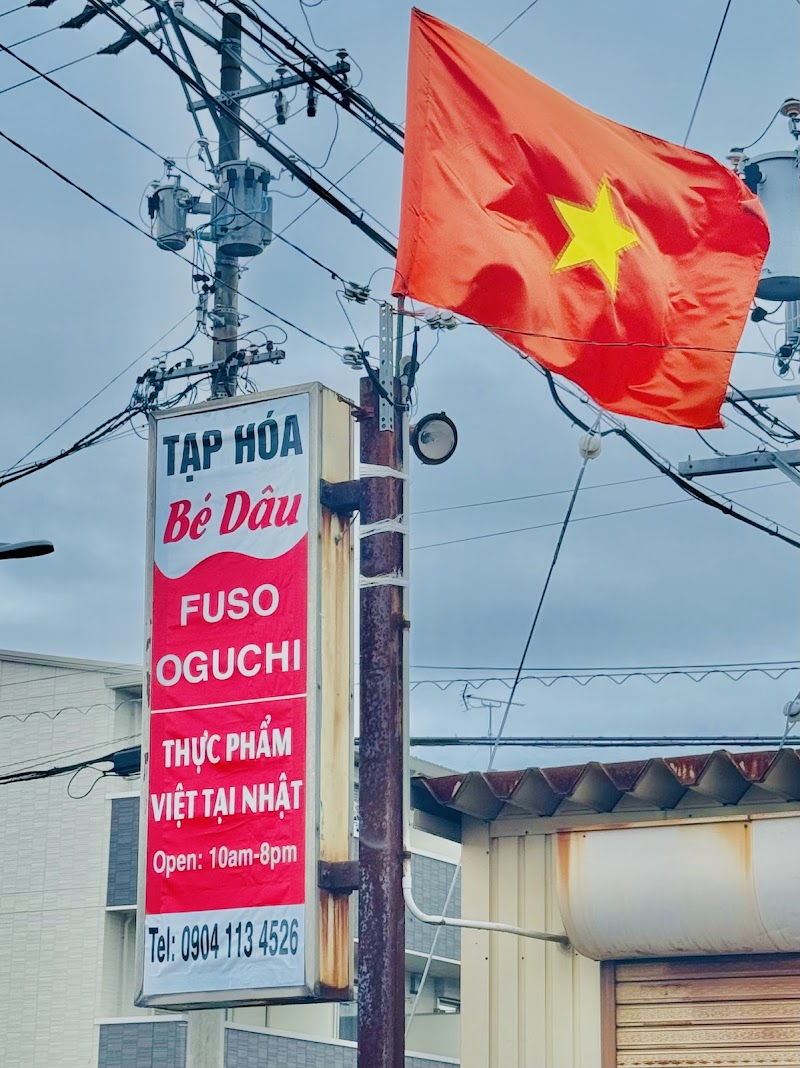 TẠP HÓA
Bé Dâu
FUSO
OGUCHI
THỰC PHẨM
VIỆT TẠI NHẬT
Open: 10am-8pm
Tel: 0904 113 4526